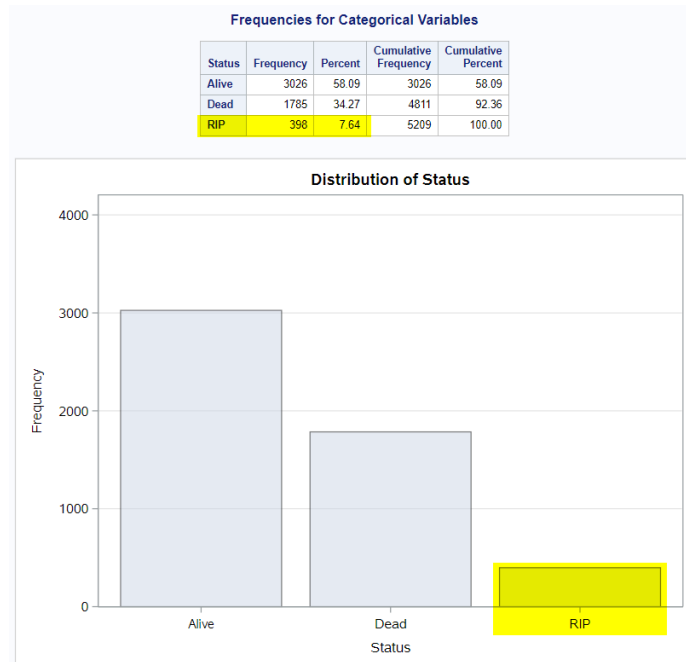 Frequencies for Categorical Variables
Status Frequency Percent Cumulative Frequency Cumulative Percent
Alive 3026 58.09 3026 58.09
Dead 1785 34.27 4811 92.36
RIP 398 7.64 5209 100.00
Distribution of Status
4000
3000
2000
1000
0
Frequency
Alive Dead RIP
Status